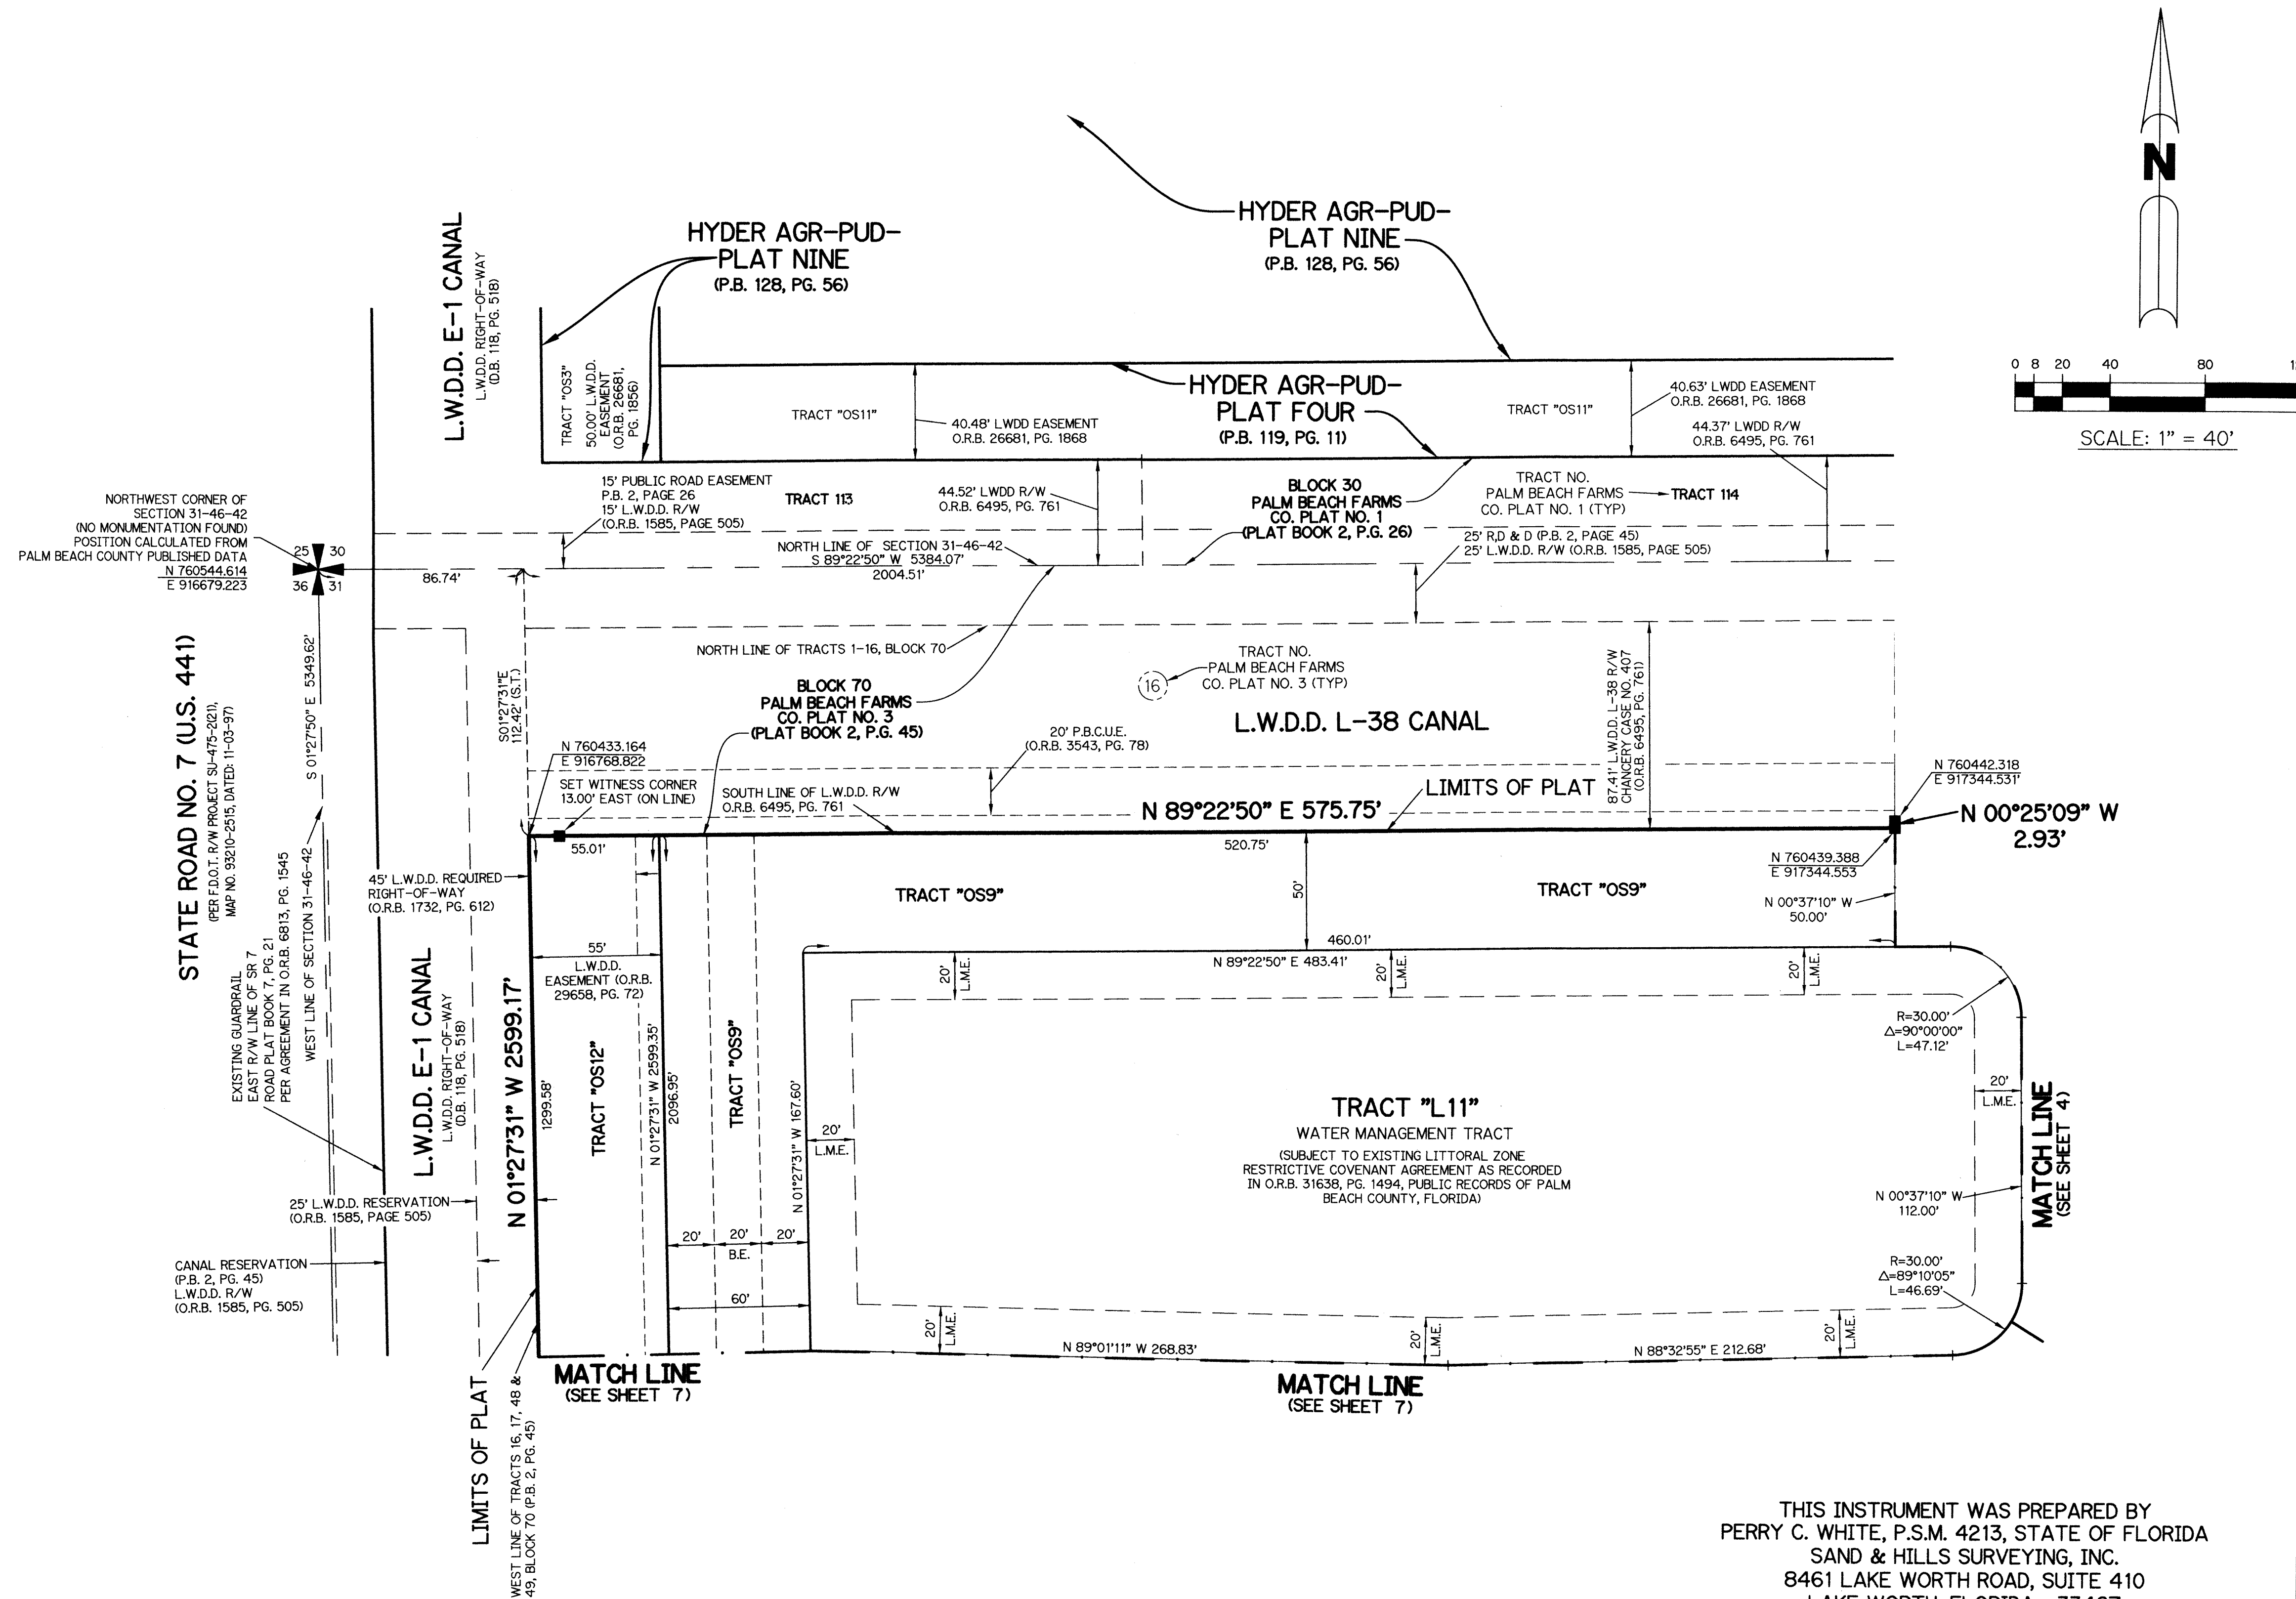 HYDER AGR-PUD-
PLAT NINE
(P.B. 128, PG. 56)
HYDER AGR-PUD-
PLAT NINE
(P.B. 128, PG. 56)
N
0 8 20 40 80
SCALE: 1" = 40'
L.W.D.D. E-1 CANAL
L.W.D.D. RIGHT-OF-WAY
(D.B. 118, PG. 518)
TRACT "OS3"
50.00' L.W.D.D.
EASEMENT
(O.R.B. 26681,
PG. 1856)
TRACT "OS11"
40.48' LWDD EASEMENT
O.R.B. 26681, PG. 1868
HYDER AGR-PUD-
PLAT FOUR
(P.B. 119, PG. 11)
TRACT "OS11"
40.63' LWDD EASEMENT
O.R.B. 26681, PG. 1868
44.37' LWDD R/W
O.R.B. 6495, PG. 761
15' PUBLIC ROAD EASEMENT
P.B. 2, PAGE 26
15' L.W.D.D. R/W
(O.R.B. 1585, PAGE 505)
TRACT 113
44.52' LWDD R/W
O.R.B. 6495, PG. 761
BLOCK 30
PALM BEACH FARMS
CO. PLAT NO. 1
(PLAT BOOK 2, P.G. 26)
TRACT NO.
PALM BEACH FARMS
CO. PLAT NO. 1 (TYP)
TRACT 114
NORTHWEST CORNER OF
SECTION 31-46-42
(NO MONUMENTATION FOUND)
POSITION CALCULATED FROM
PALM BEACH COUNTY PUBLISHED DATA
N 760544.614
E 916679.223
25 30
36 31
86.74'
NORTH LINE OF SECTION 31-46-42
S 89°22'50" W 5384.07'
2004.51'
25' R,D & D (P.B. 2, PAGE 45)
25' L.W.D.D. R/W (O.R.B. 1585, PAGE 505)
STATE ROAD NO. 7 (U.S. 441)
(PER F.D.O.T. R/W PROJECT SU-475-2(21),
MAP NO. 93210-2515, DATED: 11-03-97)
S 01°27'50" E 5349.62'
WEST LINE OF SECTION 31-46-42
S01°27'31"E
112.42' (S.T.)
NORTH LINE OF TRACTS 1-16, BLOCK 70
BLOCK 70
PALM BEACH FARMS
CO. PLAT NO. 3
(PLAT BOOK 2, P.G. 45)
16
TRACT NO.
PALM BEACH FARMS
CO. PLAT NO. 3 (TYP)
L.W.D.D. L-38 CANAL
87.41' L.W.D.D. L-38 R/W
CHANCERY CASE NO. 407
(O.R.B. 6495, PG. 761)
20' P.B.C.U.E.
(O.R.B. 3543, PG. 78)
N 760433.164
E 916768.822
SET WITNESS CORNER
13.00' EAST (ON LINE)
SOUTH LINE OF L.W.D.D. R/W
O.R.B. 6495, PG. 761
LIMITS OF PLAT
N 89°22'50" E 575.75'
N 760442.318
E 917344.531'
N 00°25'09" W
2.93'
55.01'
520.75'
N 760439.388
E 917344.553
45' L.W.D.D. REQUIRED
RIGHT-OF-WAY
(O.R.B. 1732, PG. 612)
TRACT "OS9"
50'
TRACT "OS9"
N 00°37'10" W
50.00'
EXISTING GUARDRAIL
EAST R/W LINE OF SR 7
ROAD PLAT BOOK 7, PG. 21
PER AGREEMENT IN O.R.B. 6813, PG. 1545
L.W.D.D. E-1 CANAL
L.W.D.D. RIGHT-OF-WAY
(D.B. 118, PG. 518)
N 01°27'31" W 2599.17'
1299.58'
55'
L.W.D.D.
EASEMENT (O.R.B.
29658, PG. 72)
TRACT "OS12"
N 01°27'31" W 2599.35'
2096.95'
TRACT "OS9"
N 01°27'31" W 167.60'
460.01'
N 89°22'50" E 483.41'
20'
L.M.E.
20'
L.M.E.
20'
L.M.E.
R=30.00'
Δ=90°00'00"
L=47.12'
20'
L.M.E.
20'
L.M.E.
TRACT "L11"
WATER MANAGEMENT TRACT
(SUBJECT TO EXISTING LITTORAL ZONE
RESTRICTIVE COVENANT AGREEMENT AS RECORDED
IN O.R.B. 31638, PG. 1494, PUBLIC RECORDS OF PALM
BEACH COUNTY, FLORIDA)
MATCH LINE
(SEE SHEET 4)
N 00°37'10" W
112.00'
25' L.W.D.D. RESERVATION
(O.R.B. 1585, PAGE 505)
CANAL RESERVATION
(P.B. 2, PG. 45)
L.W.D.D. R/W
(O.R.B. 1585, PG. 505)
20' 20' 20'
B.E.
60'
R=30.00'
Δ=89°10'05"
L=46.69'
20'
L.M.E.
20'
L.M.E.
20'
L.M.E.
N 89°01'11" W 268.83'
N 88°32'55" E 212.68'
MATCH LINE
(SEE SHEET 7)
MATCH LINE
(SEE SHEET 7)
LIMITS OF PLAT
WEST LINE OF TRACTS 16, 17, 48 &
49, BLOCK 70 (P.B. 2, PG. 45)
THIS INSTRUMENT WAS PREPARED BY
PERRY C. WHITE, P.S.M. 4213, STATE OF FLORIDA
SAND & HILLS SURVEYING, INC.
8461 LAKE WORTH ROAD, SUITE 410
LAKE WORTH, FLORIDA 33467